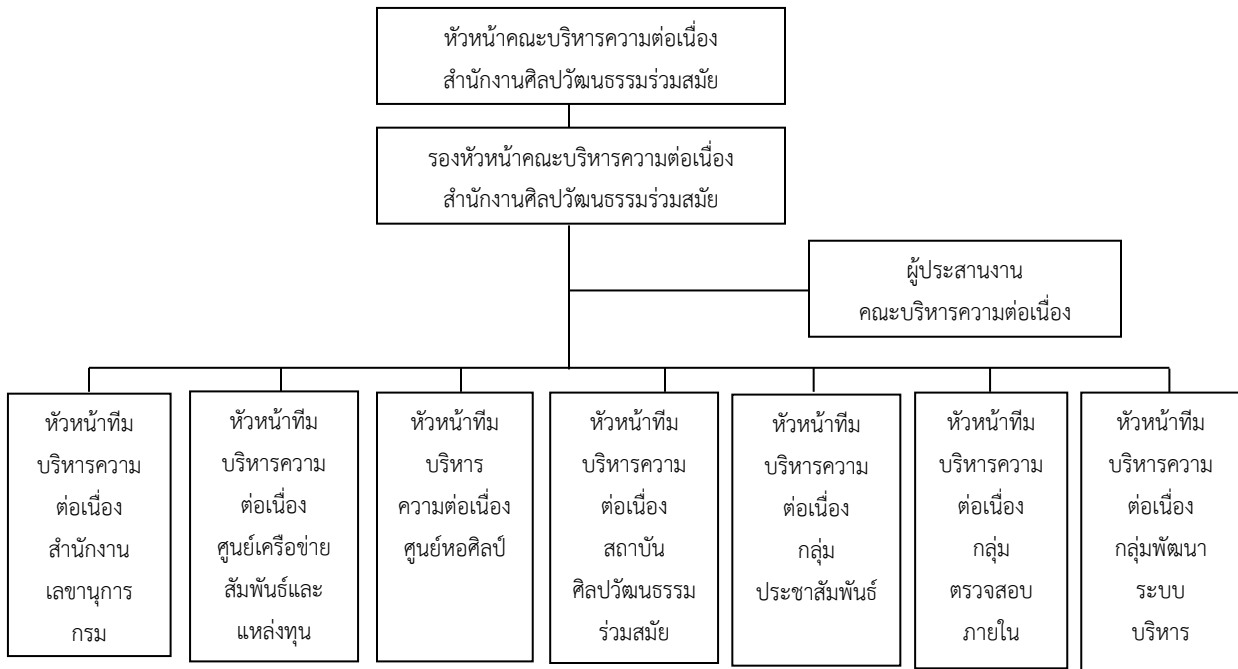 หัวหน้าคณะบริหารความต่อเนื่อง
สำนักงานศิลปวัฒนธรรมร่วมสมัย
รองหัวหน้าคณะบริหารความต่อเนื่อง
สำนักงานศิลปวัฒนธรรมร่วมสมัย
ผู้ประสานงาน
คณะบริหารความต่อเนื่อง
หัวหน้าทีม
บริหารความ
ต่อเนื่อง
สำนักงาน
เลขานุการ
กรม
หัวหน้าทีม
บริหารความ
ต่อเนื่อง
ศูนย์เครือข่าย
สัมพันธ์และ
แหล่งทุน
หัวหน้าทีม
บริหาร
ความต่อเนื่อง
ศูนย์หอศิลป์
หัวหน้าทีม
บริหารความ
ต่อเนื่อง
สถาบัน
ศิลปวัฒนธรรม
ร่วมสมัย
หัวหน้าทีม
บริหารความ
ต่อเนื่อง
กลุ่ม
ประชาสัมพันธ์
หัวหน้าทีม
บริหารความ
ต่อเนื่อง
กลุ่ม
ตรวจสอบ
ภายใน
หัวหน้าทีม
บริหารความ
ต่อเนื่อง
กลุ่มพัฒนา
ระบบ
บริหาร